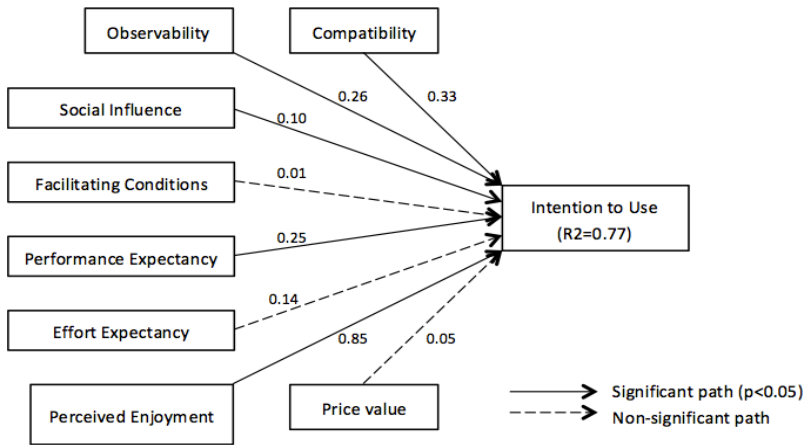 Observability
Compatibility
0.26
0.33
Social Influence
0.10
Facilitating Conditions
0.01
Intention to Use
(R2=0.77)
Performance Expectancy
0.25
Effort Expectancy
0.14
0.85
0.05
Perceived Enjoyment
Price value
Significant path (p<0.05)
Non-significant path